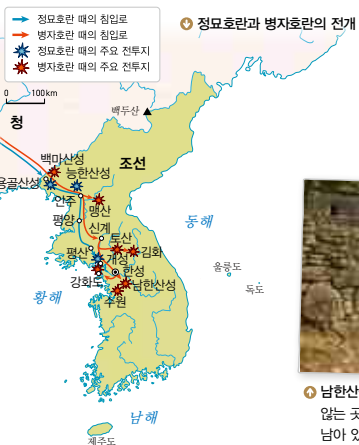 정묘호란과 병자호란의 전개
정묘호란 때의 침입로
병자호란 때의 침입로
정묘호란 때의 주요 전투지
병자호란 때의 주요 전투지
0 100km
청
백두산
조선
백마산성
용골산성
능한산성
안주
맹산
평양
신계
토산
김화
평산
개성
한성
강화도
남한산성
수원
동해
울릉도
독도
황해
남해
제주도
남한산
않는 곳
남아 있